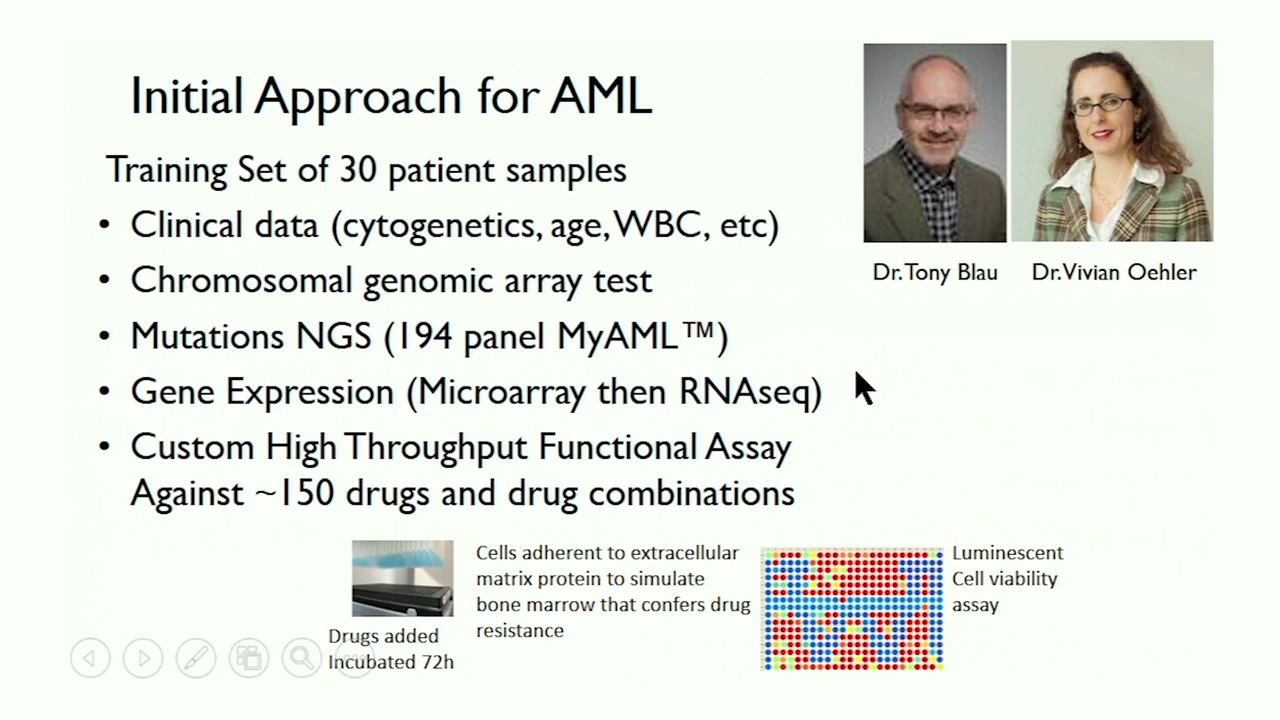 Initial Approach for AML
Training Set of 30 patient samples
• Clinical data (cytogenetics, age, WBC, etc)
• Chromosomal genomic array test
• Mutations NGS (194 panel MyAML™)
• Gene Expression (Microarray then RNAseq)
• Custom High Throughput Functional Assay
Against ~150 drugs and drug combinations
Dr. Tony Blau
Dr. Vivian Oehler
Drugs added
Incubated 72h
Cells adherent to extracellular
matrix protein to simulate
bone marrow that confers drug
resistance
Luminescent
Cell viability
assay